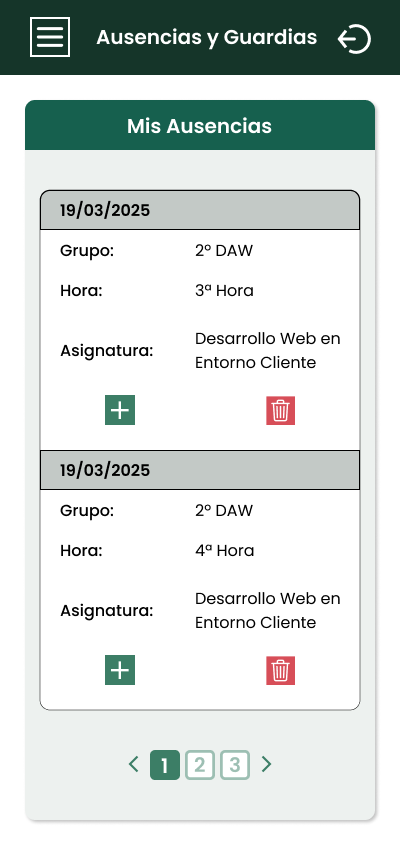 Ausencias y Guardias
Mis Ausencias
19/03/2025
Grupo: 2º DAW
Hora: 3ª Hora
Asignatura: Desarrollo Web en
Entorno Cliente
19/03/2025
Grupo: 2º DAW
Hora: 4ª Hora
Asignatura: Desarrollo Web en
Entorno Cliente
1 2 3